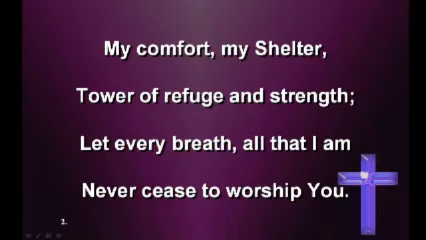 My comfort, my Shelter,
Tower of refuge and strength;
Let every breath, all that I am
Never cease to worship You.
2.